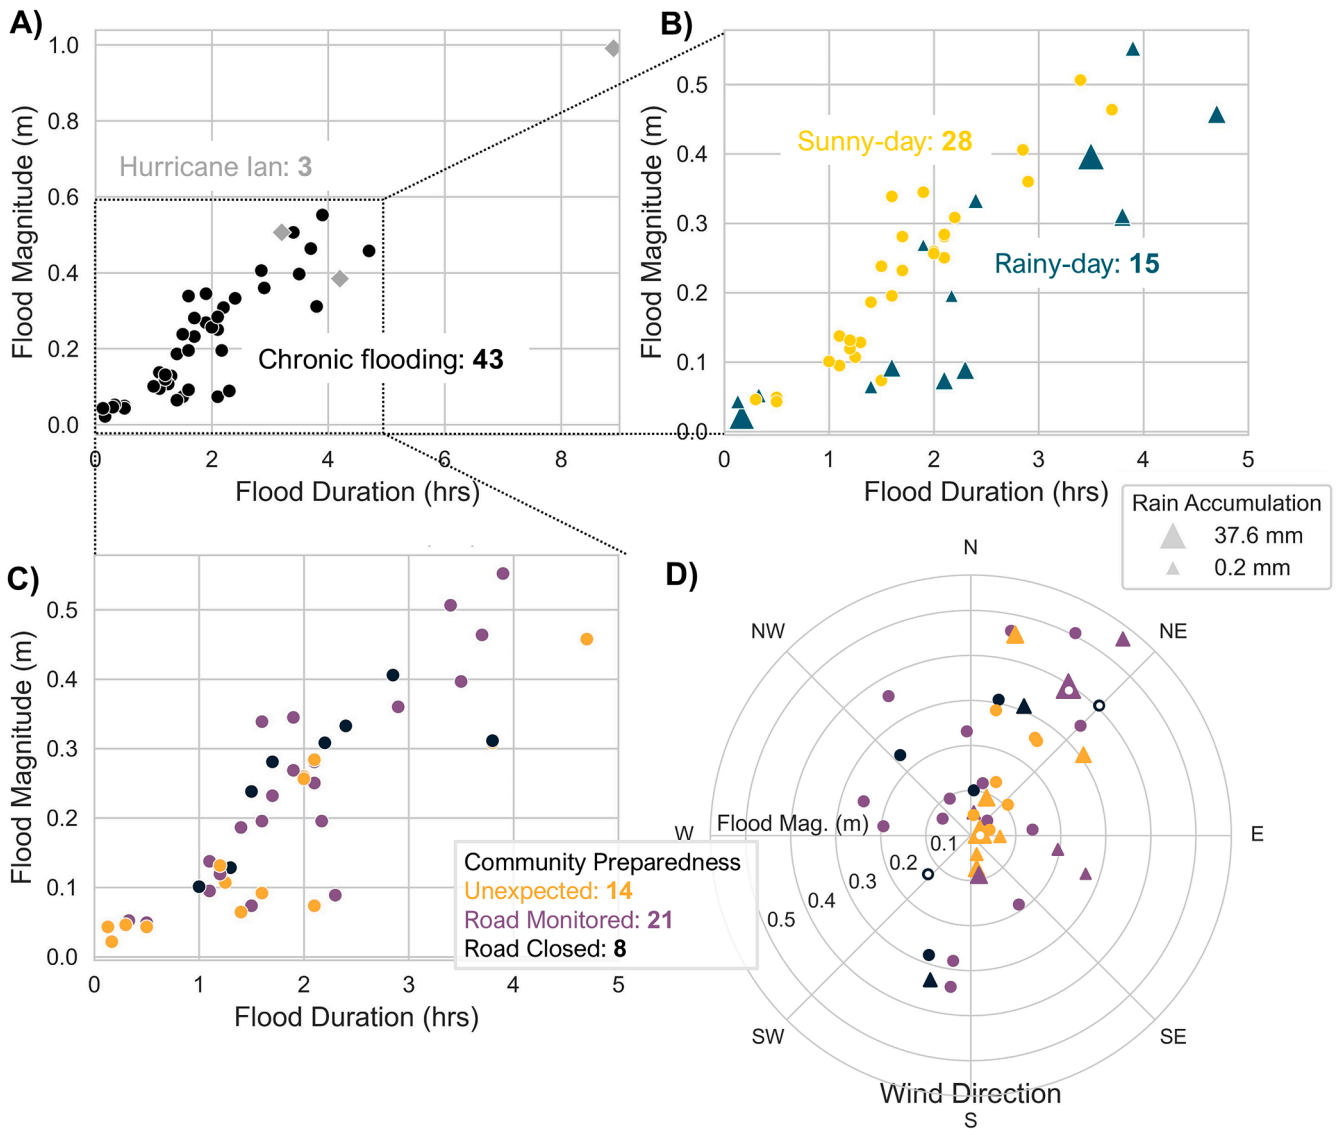 A)
1.0
0.8
0.6
0.4
0.2
0.0
Flood Magnitude (m)
Hurricane Ian: 3
Chronic flooding: 43
0 2 4 6 8
Flood Duration (hrs)
B)
0.5
0.4
0.3
0.2
0.1
0.0
Flood Magnitude (m)
Sunny-day: 28
Rainy-day: 15
0 1 2 3 4 5
Flood Duration (hrs)
Rain Accumulation
37.6 mm
0.2 mm
C)
0.5
0.4
0.3
0.2
0.1
0.0
Flood Magnitude (m)
Community Preparedness
Unexpected: 14
Road Monitored: 21
Road Closed: 8
0 1 2 3 4 5
Flood Duration (hrs)
D)
N
NW
NE
Flood Mag. (m)
W
E
0.1
0.2
0.3
0.4
0.5
SW
SE
Wind Direction
S